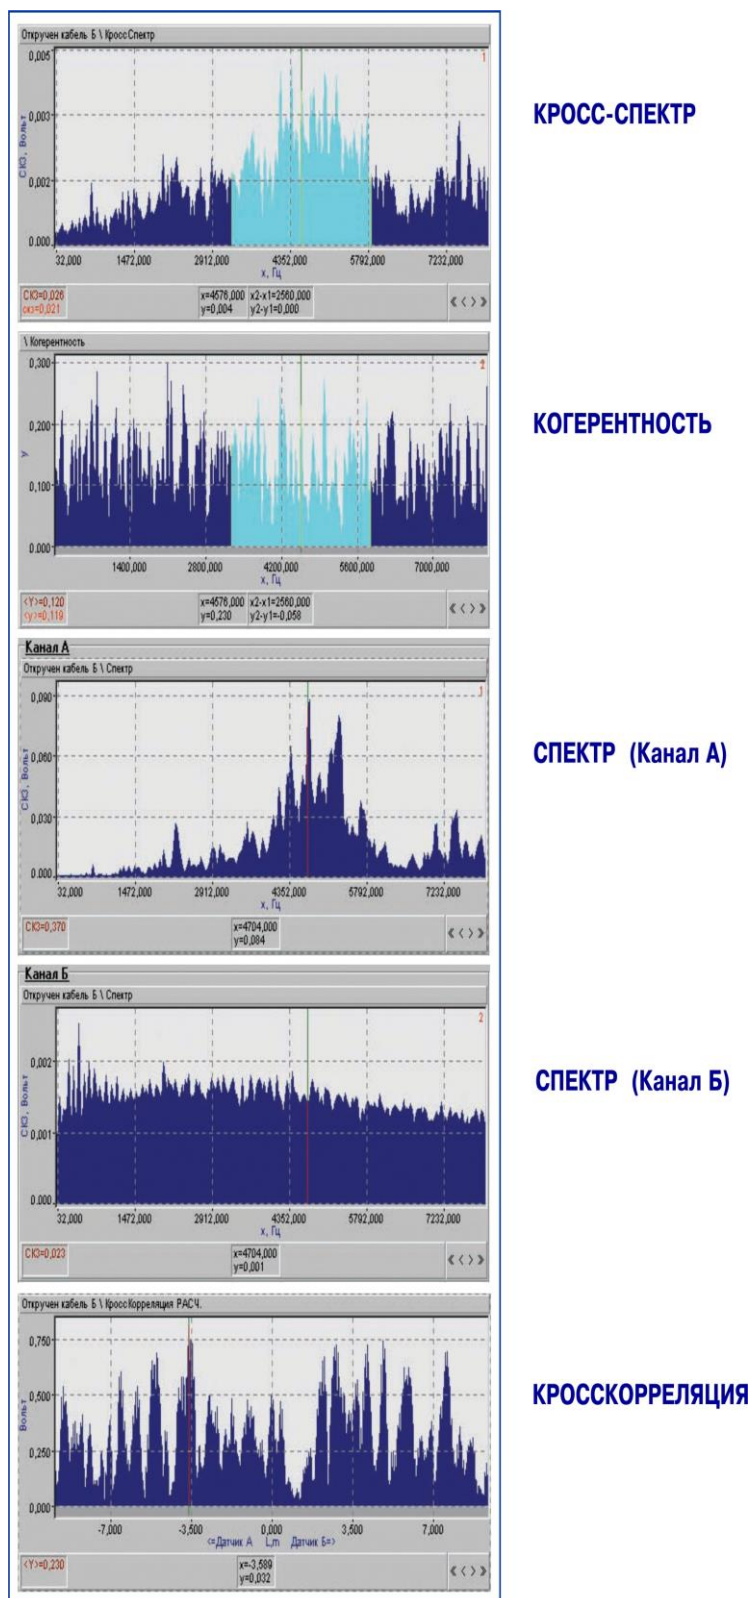 Откручен кабель Б \ КроссСпектр
1
СКЗ, Вольт
0,005
0,003
0,002
0.000
32,000 1472,000 2912,000 4352,000 5792,000 7232,000
х, Гц
СКЗ=0,026
скз=0,021
x=4576,000 x2-x1=2560,000
y=0,004 y2-y1=0,000
КРОСС-СПЕКТР
\ Когерентность
2
У
0,300
0,200
0,100
0.000
1400,000 2800,000 4200,000 5600,000 7000,000
х, Гц
<Y>=0,120
<y>=0,119
x=4576,000 x2-x1=2560,000
y=0,230 y2-y1=-0,058
КОГЕРЕНТНОСТЬ
Канал А
Откручен кабель Б \ Спектр
1
СКЗ, Вольт
0,090
0,060
0,030
0.000
32,000 1472,000 2912,000 4352,000 5792,000 7232,000
х, Гц
СКЗ=0,370
x=4704,000
y=0,084
СПЕКТР (Канал А)
Канал Б
Откручен кабель Б \ Спектр
2
СКЗ, Вольт
0,002
0,001
0.000
32,000 1472,000 2912,000 4352,000 5792,000 7232,000
х, Гц
СКЗ=0,023
x=4704,000
y=0,001
СПЕКТР (Канал Б)
Откручен кабель Б \ КроссКорреляция РАСЧ.
Вольт
0,750
0,500
0,250
0,000
-7,000 -3,500 0,000 3,500 7,000
<=Датчик А L,m Датчик Б=>
<Y>=0,230
x=-3,589
y=0,032
КРОССКОРРЕЛЯЦИЯ